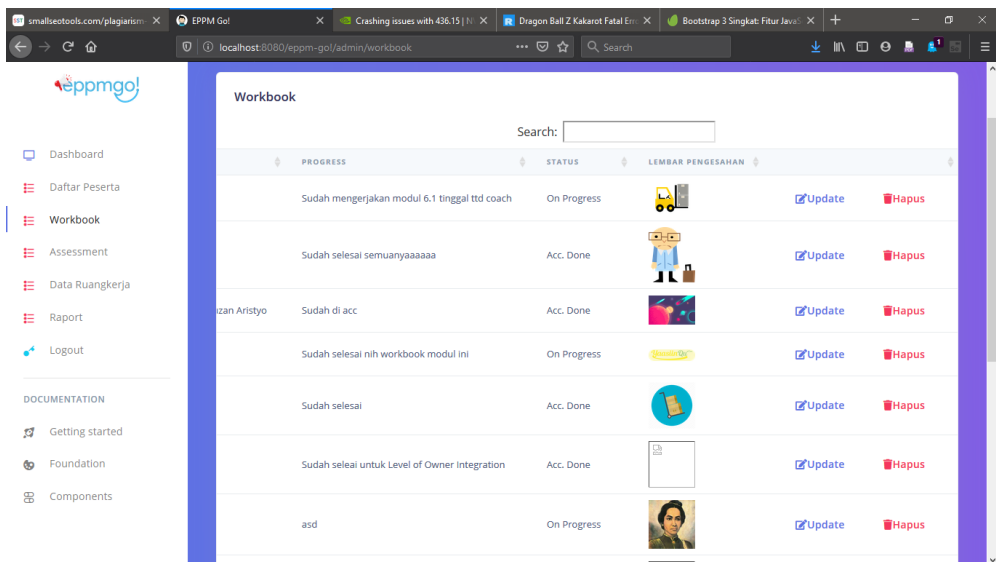 smallseotools.com/plagiarism-
EPPM Go!
Crashing issues with 436.15 | N
Dragon Ball Z Kakarot Fatal Err
Bootstrap 3 Singkat: Fitur JavaS
localhost:8080/eppm-go!/admin/workbook
Search
1
eppmgo!
Dashboard
Daftar Peserta
Workbook
Assessment
Data Ruangkerja
Raport
Logout
DOCUMENTATION
Getting started
Foundation
Components
Workbook
Search:
PROGRESS STATUS LEMBAR PENGESAHAN
Sudah mengerjakan modul 6.1 tinggal ttd coach On Progress Update Hapus
Sudah selesai semuanyaaaaaa Acc. Done Update Hapus
Aristyo Sudah di acc Acc. Done Update Hapus
Sudah selesai nih workbook modul ini On Progress Update Hapus
Sudah selesai Acc. Done Update Hapus
Sudah seleai untuk Level of Owner Integration Acc. Done Update Hapus
asd On Progress Update Hapus